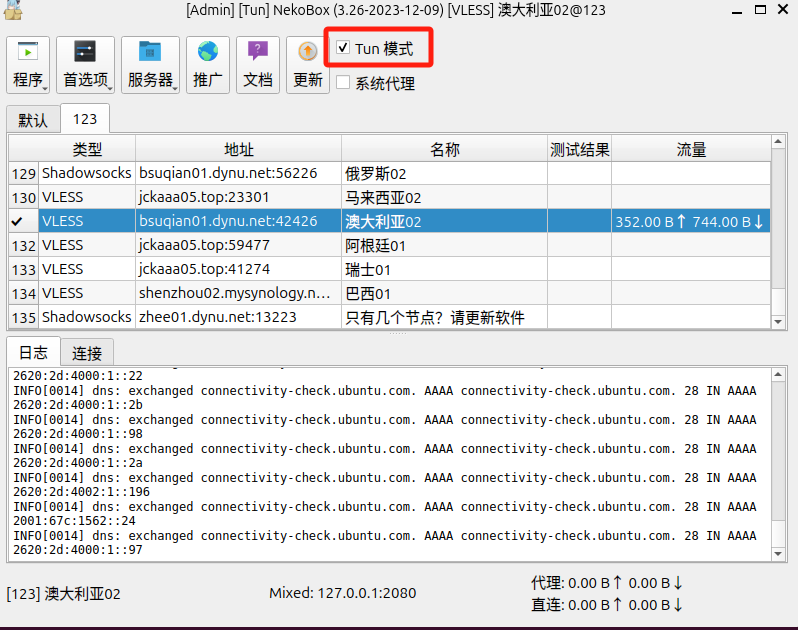 [Admin] [Tun] NekoBox (3.26-2023-12-09) [VLESS] 澳大利亚02@123
程序 首选项 服务器 推广 文档 更新 Tun 模式
系统代理
默认 123
类型 地址 名称 测试结果 流量
129 Shadowsocks bsuqian01.dynu.net:56226 俄罗斯02
130 VLESS jckaaa05.top:23301 马来西亚02
✓ VLESS bsuqian01.dynu.net:42426 澳大利亚02 352.00 B↑ 744.00 B↓
132 VLESS jckaaa05.top:59477 阿根廷01
133 VLESS jckaaa05.top:41274 瑞士01
134 VLESS shenzhou02.mysynology.n... 巴西01
135 Shadowsocks zhee01.dynu.net:13223 只有几个节点？请更新软件
日志 连接
2620:2d:4000:1::22
INFO[0014] dns: exchanged connectivity-check.ubuntu.com. AAAA connectivity-check.ubuntu.com. 28 IN AAAA
2620:2d:4000:1::2b
INFO[0014] dns: exchanged connectivity-check.ubuntu.com. AAAA connectivity-check.ubuntu.com. 28 IN AAAA
2620:2d:4000:1::98
INFO[0014] dns: exchanged connectivity-check.ubuntu.com. AAAA connectivity-check.ubuntu.com. 28 IN AAAA
2620:2d:4000:1::2a
INFO[0014] dns: exchanged connectivity-check.ubuntu.com. AAAA connectivity-check.ubuntu.com. 28 IN AAAA
2620:2d:4002:1::196
INFO[0014] dns: exchanged connectivity-check.ubuntu.com. AAAA connectivity-check.ubuntu.com. 28 IN AAAA
2001:67c:1562::24
INFO[0014] dns: exchanged connectivity-check.ubuntu.com. AAAA connectivity-check.ubuntu.com. 28 IN AAAA
2620:2d:4000:1::97
[123] 澳大利亚02 Mixed: 127.0.0.1:2080 代理: 0.00 B↑ 0.00 B↓
直连: 0.00 B↑ 0.00 B↓